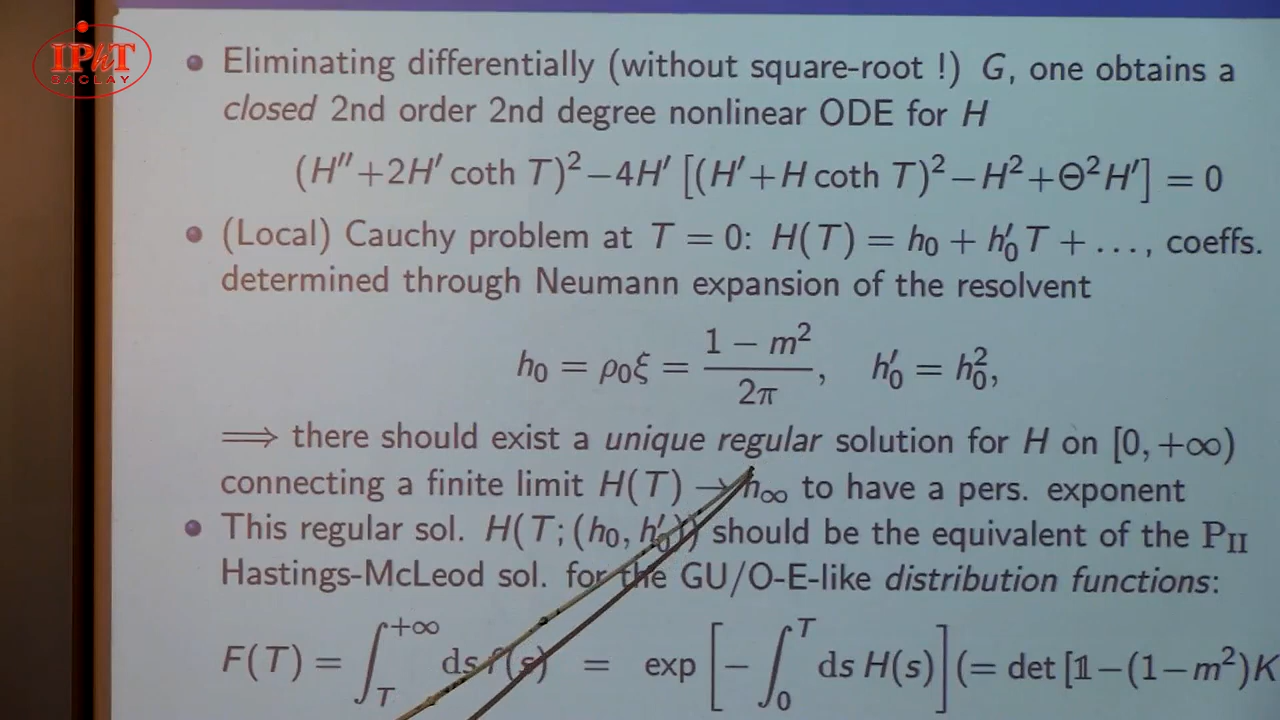 IPhT
SACLAY
• Eliminating differentially (without square-root !) G, one obtains a
closed 2nd order 2nd degree nonlinear ODE for H
(H″+2H′ coth T)²−4H′ [(H′+H coth T)²−H²+Θ²H′] = 0
• (Local) Cauchy problem at T = 0: H(T) = h₀ + h₀′T + ..., coeffs.
determined through Neumann expansion of the resolvent
h₀ = ρ₀ξ = (1 − m²)/(2π), h₀′ = h₀²,
⟹ there should exist a unique regular solution for H on [0, +∞)
connecting a finite limit H(T) → h∞ to have a pers. exponent
• This regular sol. H(T; (h₀, h₀′)) should be the equivalent of the P_II
Hastings-McLeod sol. for the GU/O-E-like distribution functions:
F(T) = ∫_T^{+∞} ds f(s) = exp [− ∫_0^T ds H(s)] (= det [𝟙−(1−m²)K